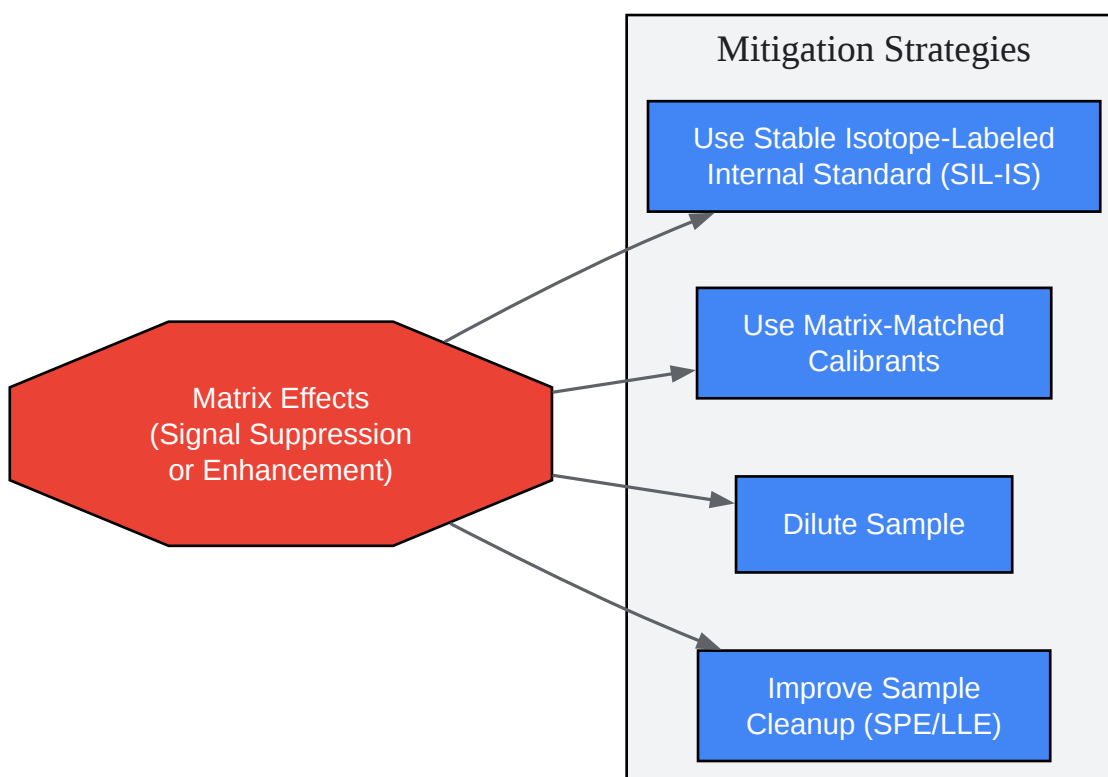 Mitigation Strategies
Use Stable Isotope-Labeled
Internal Standard (SIL-IS)
Use Matrix-Matched
Calibrants
Matrix Effects
(Signal Suppression
or Enhancement)
Dilute Sample
Improve Sample
Cleanup (SPE/LLE)